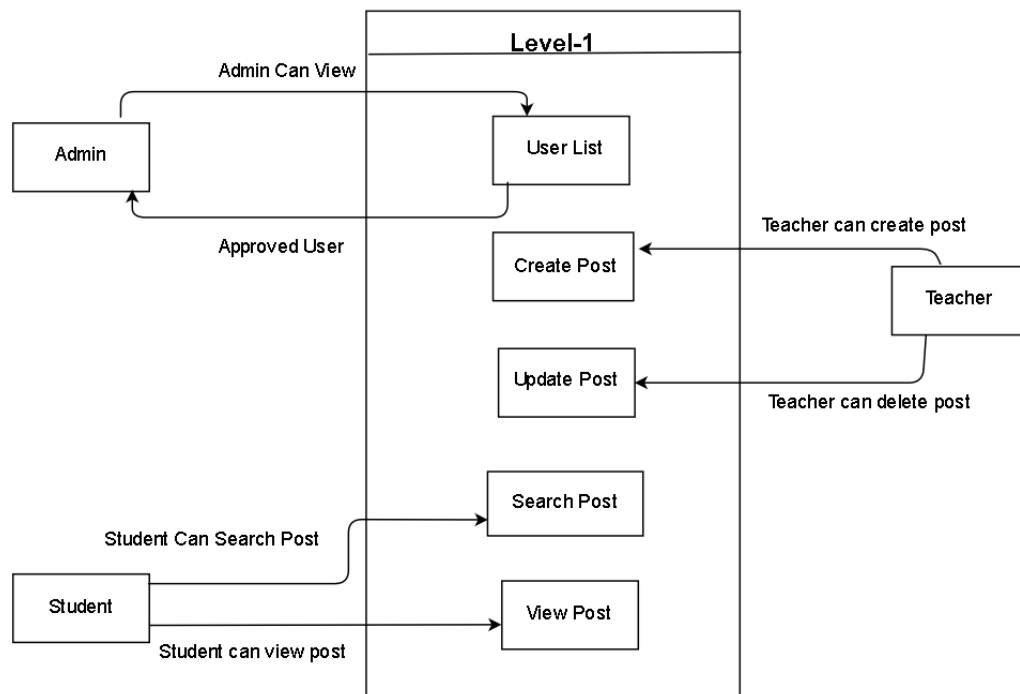 Level-1
Admin Can View
Admin
User List
Approved User
Teacher can create post
Create Post
Teacher
Update Post
Teacher can delete post
Search Post
Student Can Search Post
Student
View Post
Student can view post